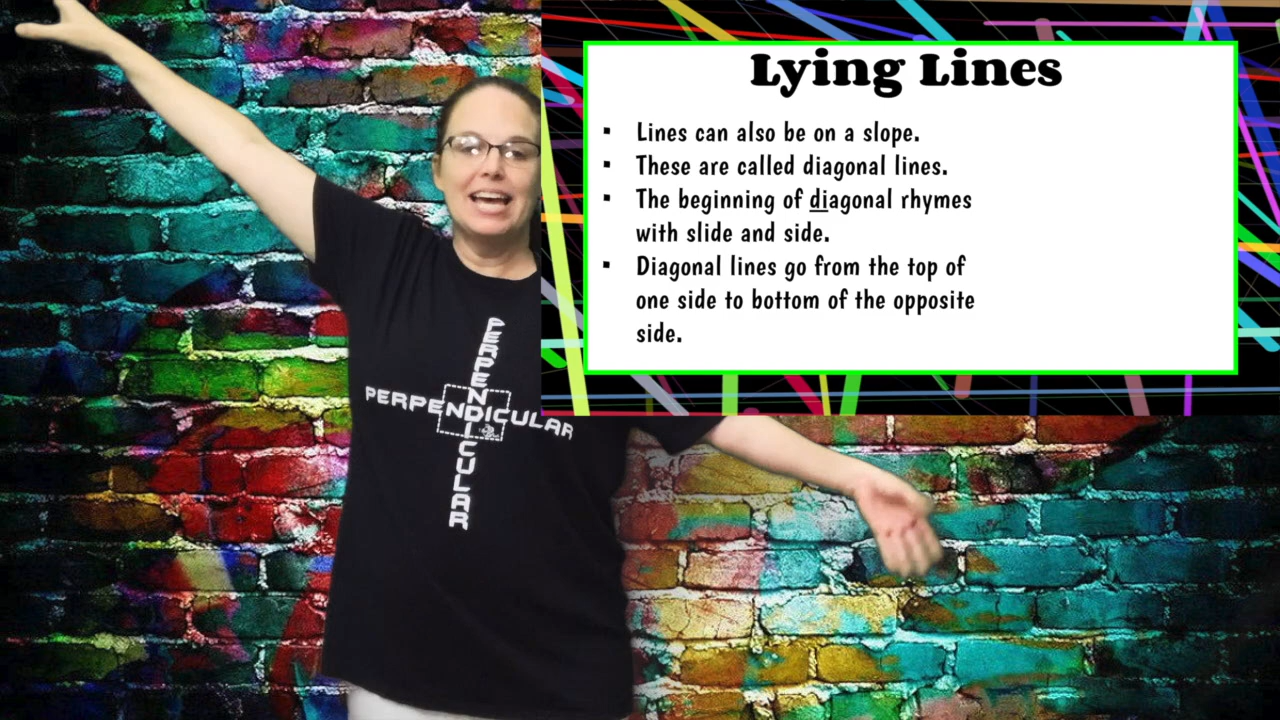 Lying Lines
▪ Lines can also be on a slope.
▪ These are called diagonal lines.
▪ The beginning of diagonal rhymes
with slide and side.
▪ Diagonal lines go from the top of
one side to bottom of the opposite
side.
PERPENDICULAR
PERPENDICULAR